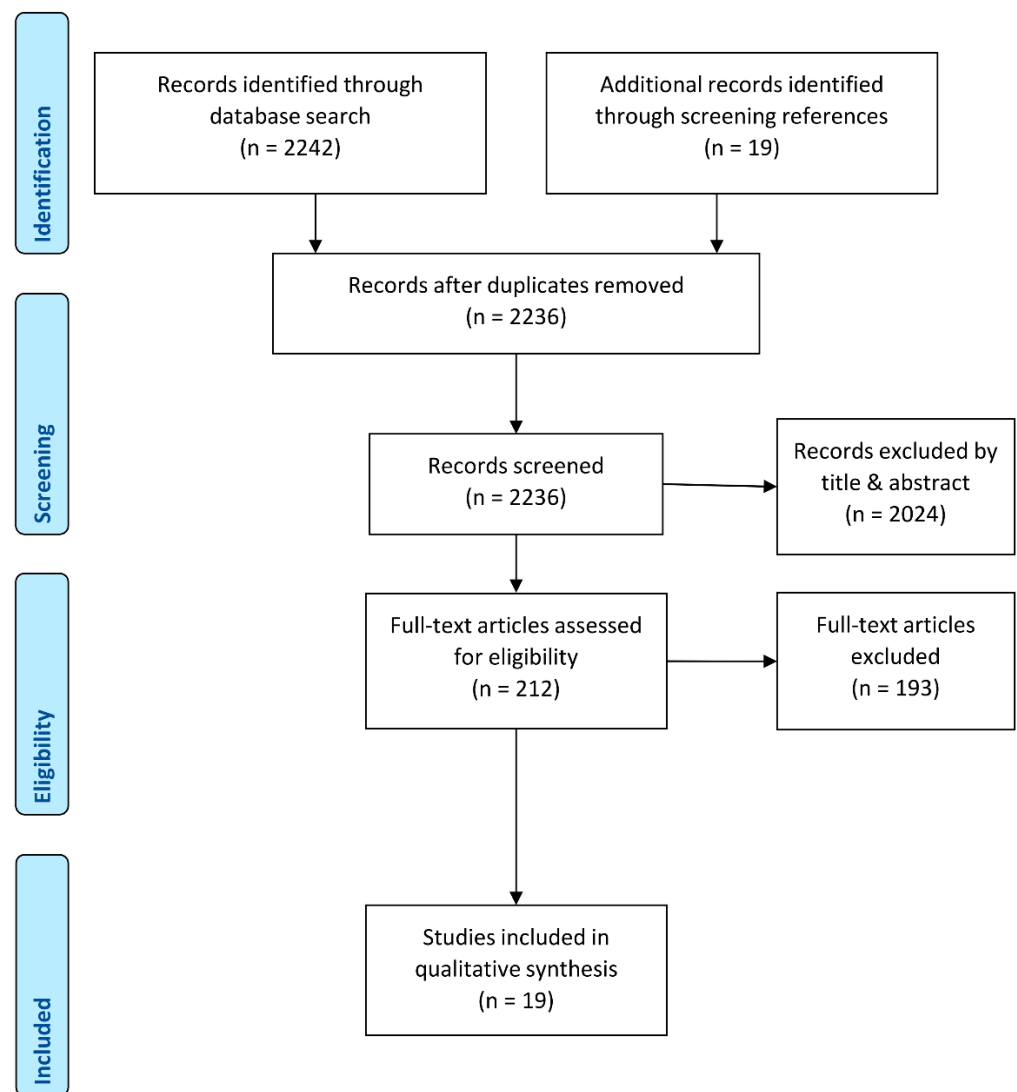 Identification
Records identified through
database search
(n = 2242)
Additional records identified
through screening references
(n = 19)
Records after duplicates removed
(n = 2236)
Screening
Records screened
(n = 2236)
Records excluded by
title & abstract
(n = 2024)
Eligibility
Full-text articles assessed
for eligibility
(n = 212)
Full-text articles
excluded
(n = 193)
Included
Studies included in
qualitative synthesis
(n = 19)